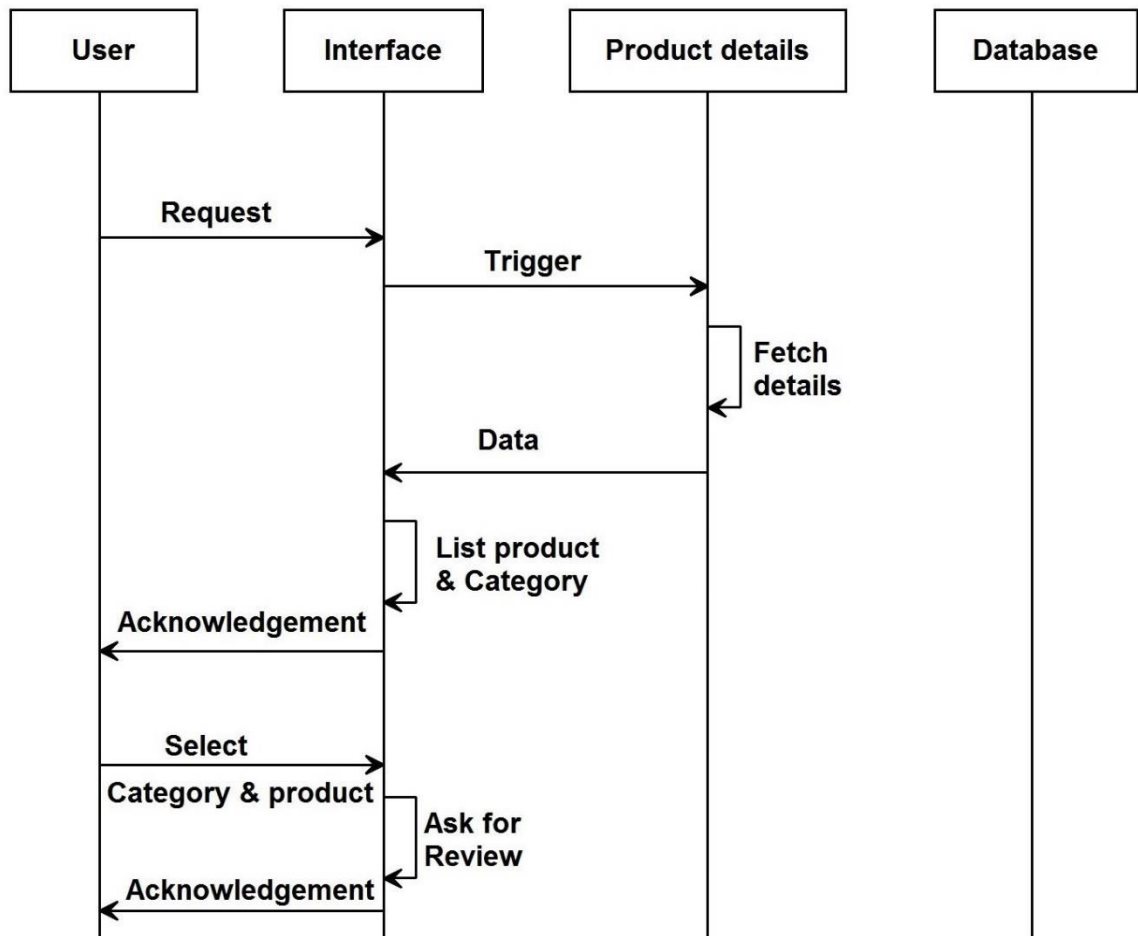 User
Interface
Product details
Database
Request
Trigger
Fetch
details
Data
List product
& Category
Acknowledgement
Select
Category & product
Ask for
Review
Acknowledgement